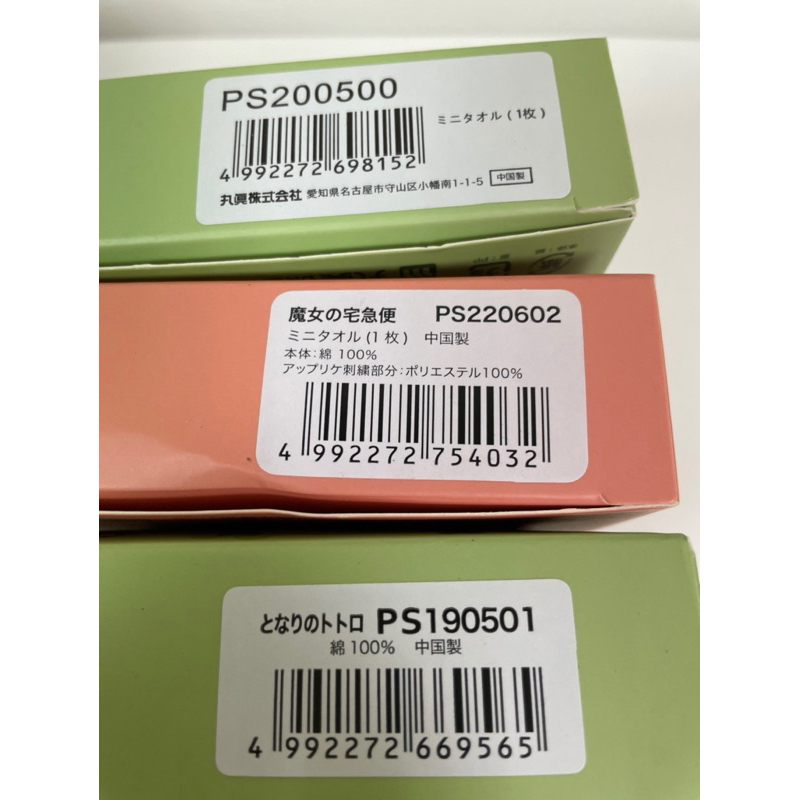 PS200500
ミニタオル(1枚)
4 992272 698152
丸眞株式会社 愛知県名古屋市守山区小幡南1-1-5 中国製
魔女の宅急便 PS220602
ミニタオル(1枚) 中国製
本体:綿 100%
アップリケ刺繍部分:ポリエステル100%
4 992272 754032
となりのトトロ PS190501
綿100% 中国製
4 992272 669565